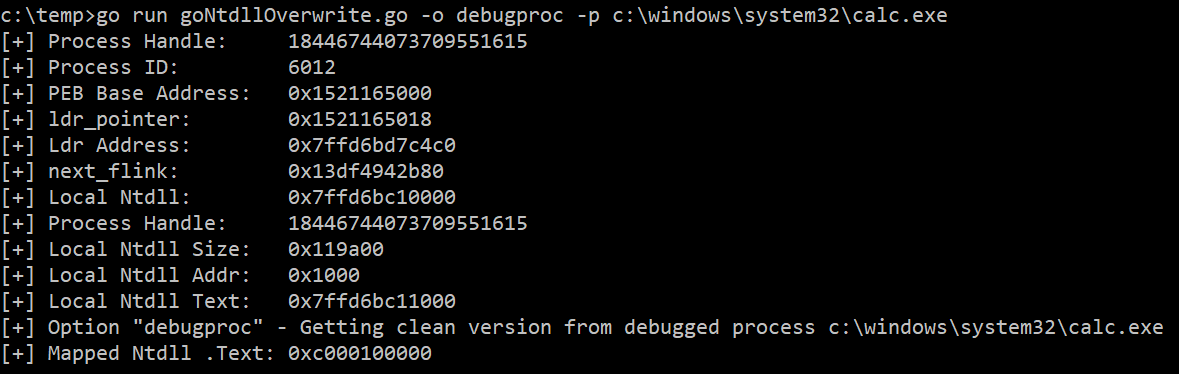 c:\temp>go run goNtdllOverwrite.go -o debugproc -p c:\windows\system32\calc.exe
[+] Process Handle:     18446744073709551615
[+] Process ID:         6012
[+] PEB Base Address:   0x1521165000
[+] ldr_pointer:        0x1521165018
[+] Ldr Address:        0x7ffd6bd7c4c0
[+] next_flink:         0x13df4942b80
[+] Local Ntdll:        0x7ffd6bc10000
[+] Process Handle:     18446744073709551615
[+] Local Ntdll Size:   0x119a00
[+] Local Ntdll Addr:   0x1000
[+] Local Ntdll Text:   0x7ffd6bc11000
[+] Option "debugproc" - Getting clean version from debugged process c:\windows\system32\calc.exe
[+] Mapped Ntdll .Text: 0xc000100000